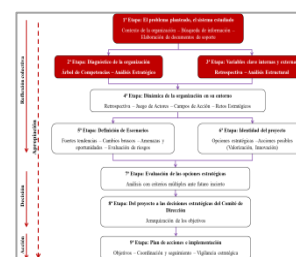 1ª Etapa: El problema planteado, el sistema estudiado
Contexto de la organización – Búsqueda de información –
Elaboración de documentos de soporte
2ª Etapa: Diagnóstico de la organización
Árbol de Competencias – Análisis Estratégico
3ª Etapa: Variables clave internas y externas
Retrospectiva – Análisis Estructural
4ª Etapa: Dinámica de la organización en su entorno
Retrospectiva – Juego de Actores – Campos de Acción – Retos Estratégicos
5ª Etapa: Definición de Escenarios
Fuertes tendencias – Cambios bruscos – Amenazas y
oportunidades – Evaluación de riesgos
6ª Etapa: Identidad del proyecto
Opciones estratégicas – Acciones posibles
(Valorización, Innovación)
7ª Etapa: Evaluación de las opciones estratégicas
Análisis con criterios múltiples ante futuro incierto
8ª Etapa: Del proyecto a las decisiones estratégicas del Comité de
Dirección
Jerarquización de los objetivos
9ª Etapa: Plan de acciones e implementación
Objetivos – Coordinación y seguimiento – Vigilancia estratégica
Reflexión colectiva
Apropiación
Decisión
Acción